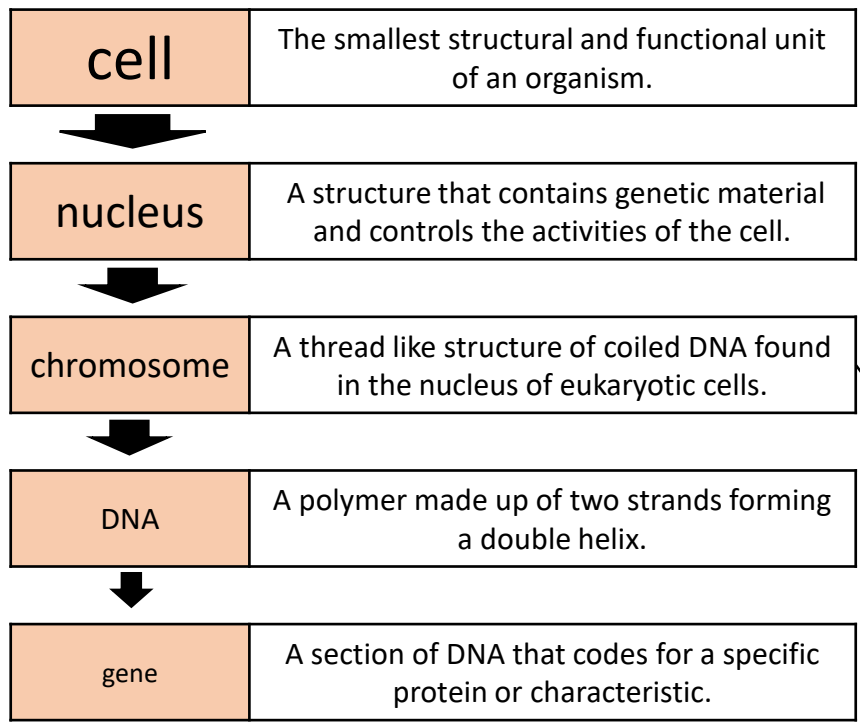 cell
The smallest structural and functional unit
of an organism.
nucleus
A structure that contains genetic material
and controls the activities of the cell.
chromosome
A thread like structure of coiled DNA found
in the nucleus of eukaryotic cells.
DNA
A polymer made up of two strands forming
a double helix.
gene
A section of DNA that codes for a specific
protein or characteristic.